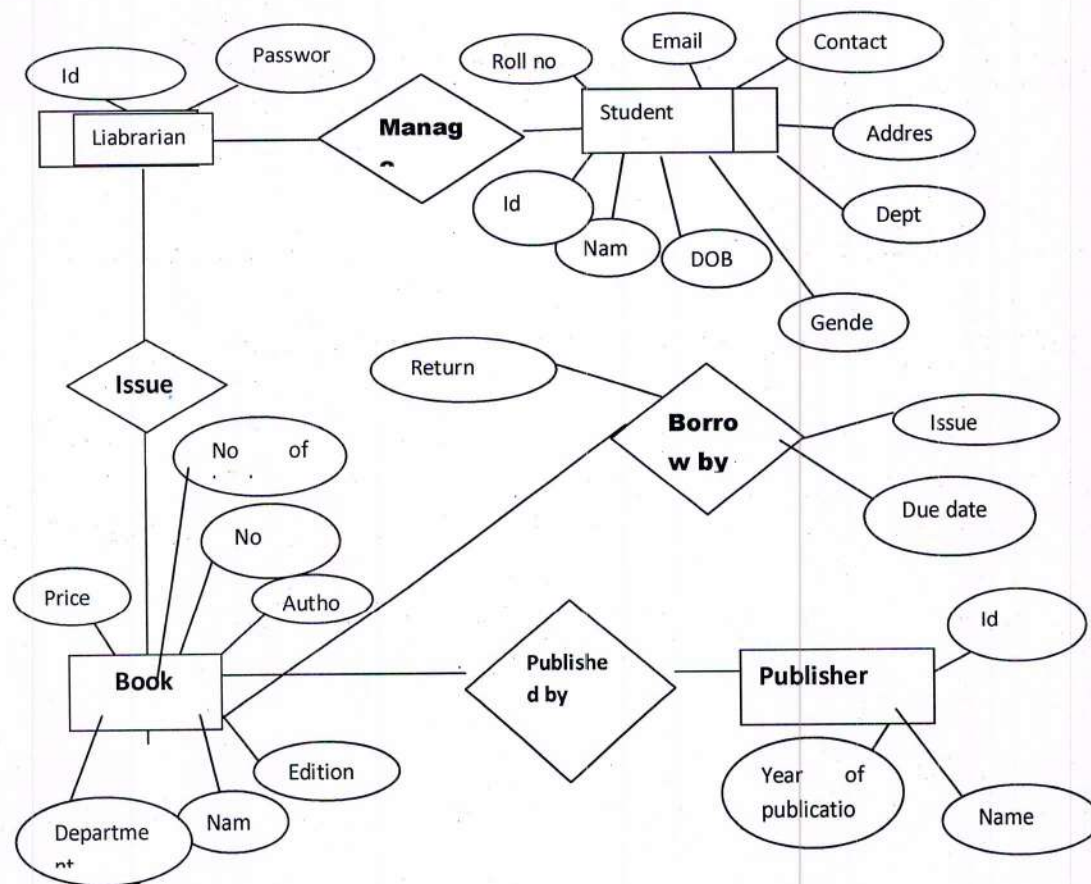 Id
Passwor
Liabrarian
Manag
Roll no
Email
Contact
Student
Addres
Dept
Id
Nam
DOB
Gende
Issue
Return
Borro
w by
Issue
Due date
No of
No
Autho
Price
Book
Publishe
d by
Publisher
Id
Edition
Year of
publicatio
Name
Departme
nt
Nam